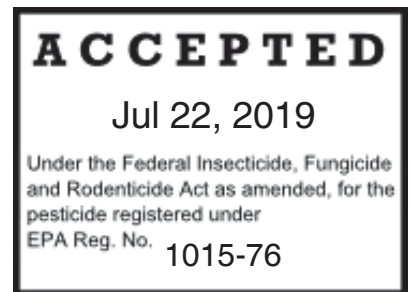 ACCEPTED
Jul 22, 2019
Under the Federal Insecticide, Fungicide
and Rodenticide Act as amended, for the
pesticide registered under
EPA Reg. No. 1015-76